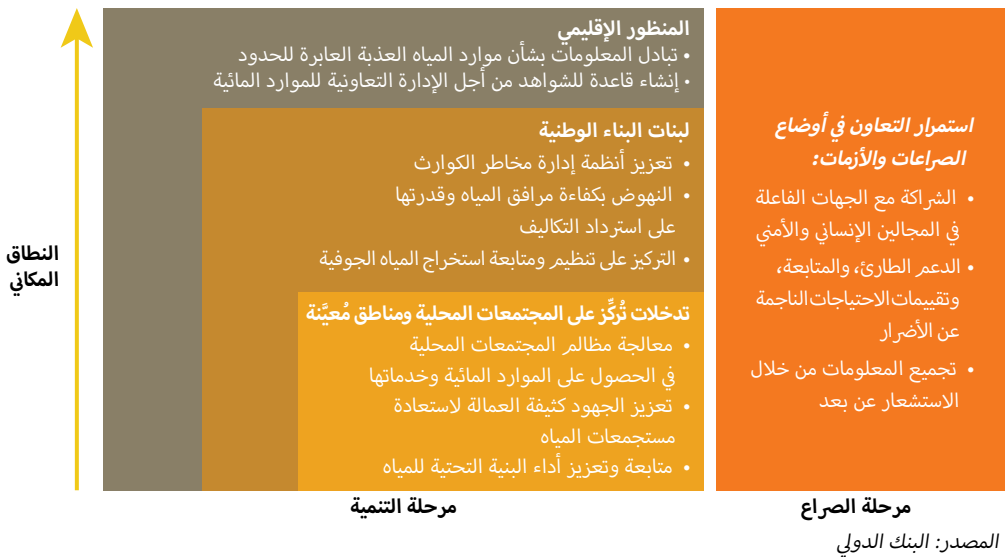 المنظور الإقليمي
• تبادل المعلومات بشأن موارد المياه العذبة العابرة للحدود
• إنشاء قاعدة للشواهد من أجل الإدارة التعاونية للموارد المائية
لبنات البناء الوطنية
• تعزيز أنظمة إدارة مخاطر الكوارث
• النهوض بكفاءة مرافق المياه وقدرتها
على استرداد التكاليف
• التركيز على تنظيم ومتابعة استخراج المياه الجوفية
تدخلات تُركِّز على المجتمعات المحلية ومناطق مُعيَّنة
• معالجة مظالم المجتمعات المحلية
في الحصول على الموارد المائية وخدماتها
• تعزيز الجهود كثيفة العمالة لاستعادة
مستجمعات المياه
• متابعة وتعزيز أداء البنية التحتية للمياه
استمرار التعاون في أوضاع
الصراعات والأزمات:
• الشراكة مع الجهات الفاعلة
في المجالين الإنساني والأمني
• الدعم الطارئ، والمتابعة،
وتقييمات الاحتياجات الناجمة
عن الأضرار
• تجميع المعلومات من خلال
الاستشعار عن بعد
النطاق
المكاني
مرحلة التنمية
مرحلة الصراع
المصدر: البنك الدولي